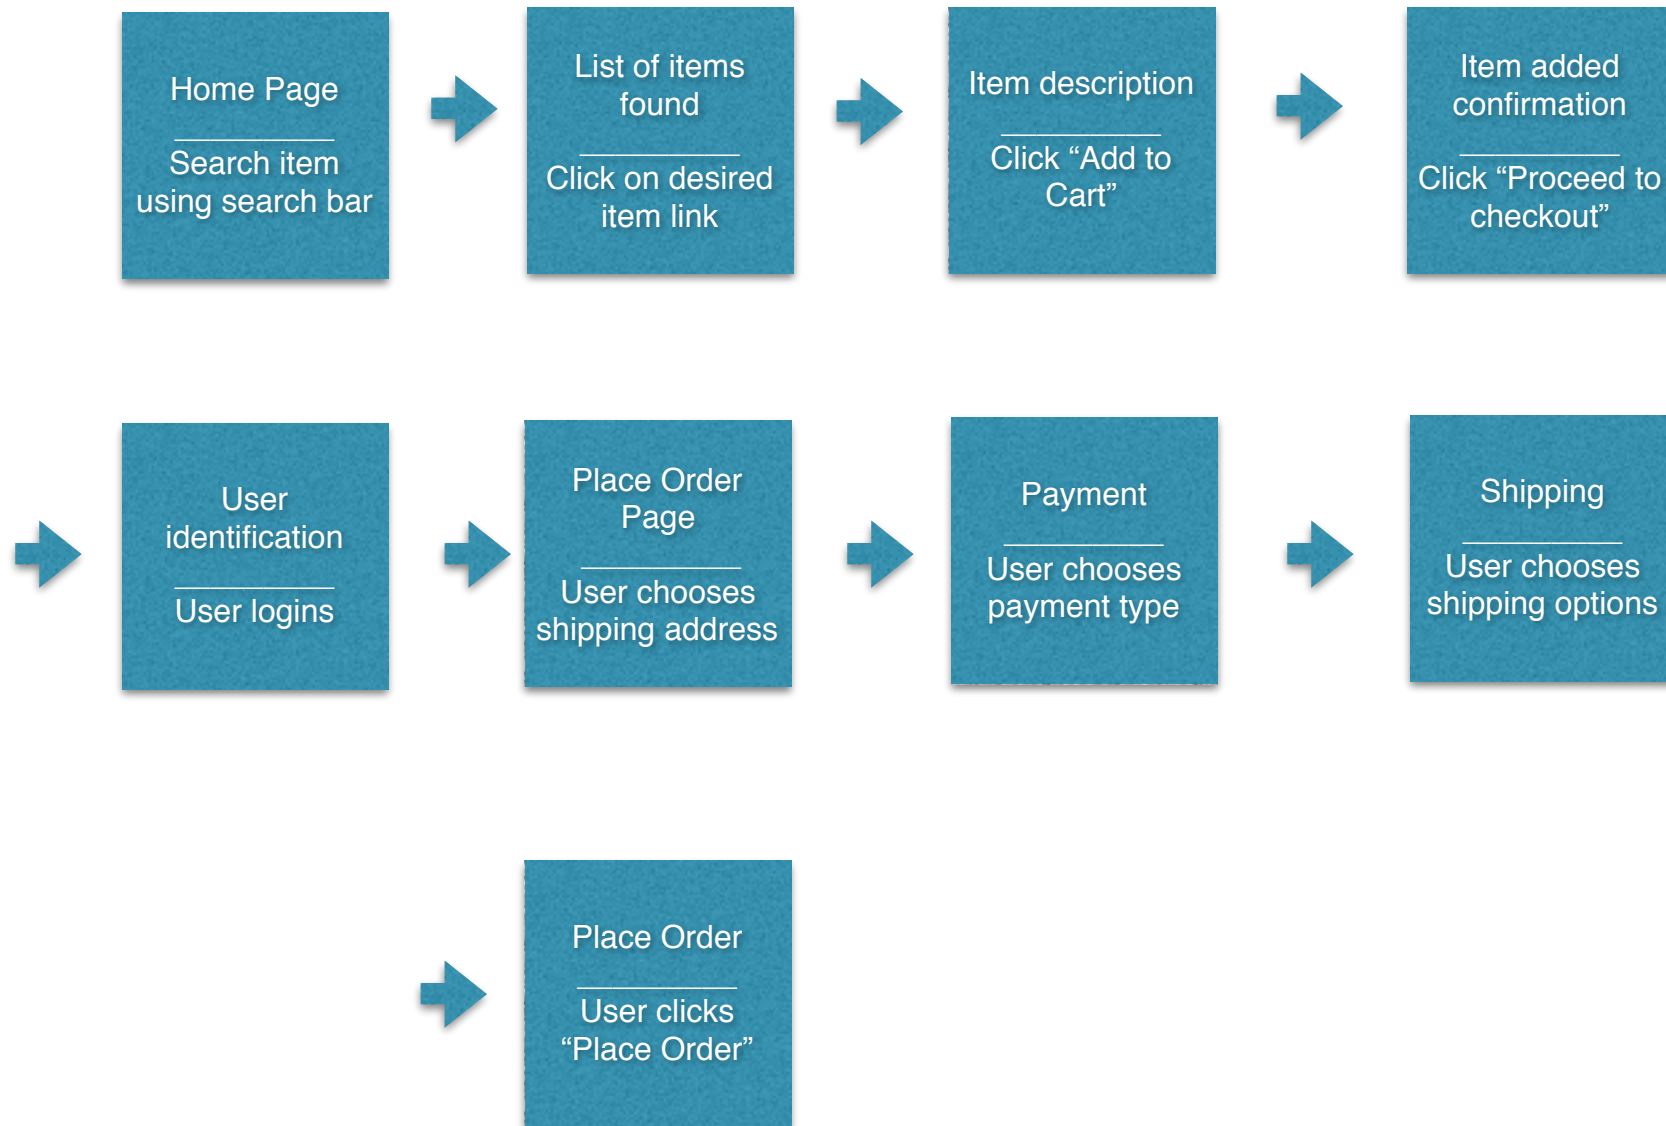 Home Page
Search item
using search bar
List of items
found
Click on desired
item link
Item description
Click “Add to
Cart”
Item added
confirmation
Click “Proceed to
checkout”
User
identification
User logins
Place Order
Page
User chooses
shipping address
Payment
User chooses
payment type
Shipping
User chooses
shipping options
Place Order
User clicks
“Place Order”